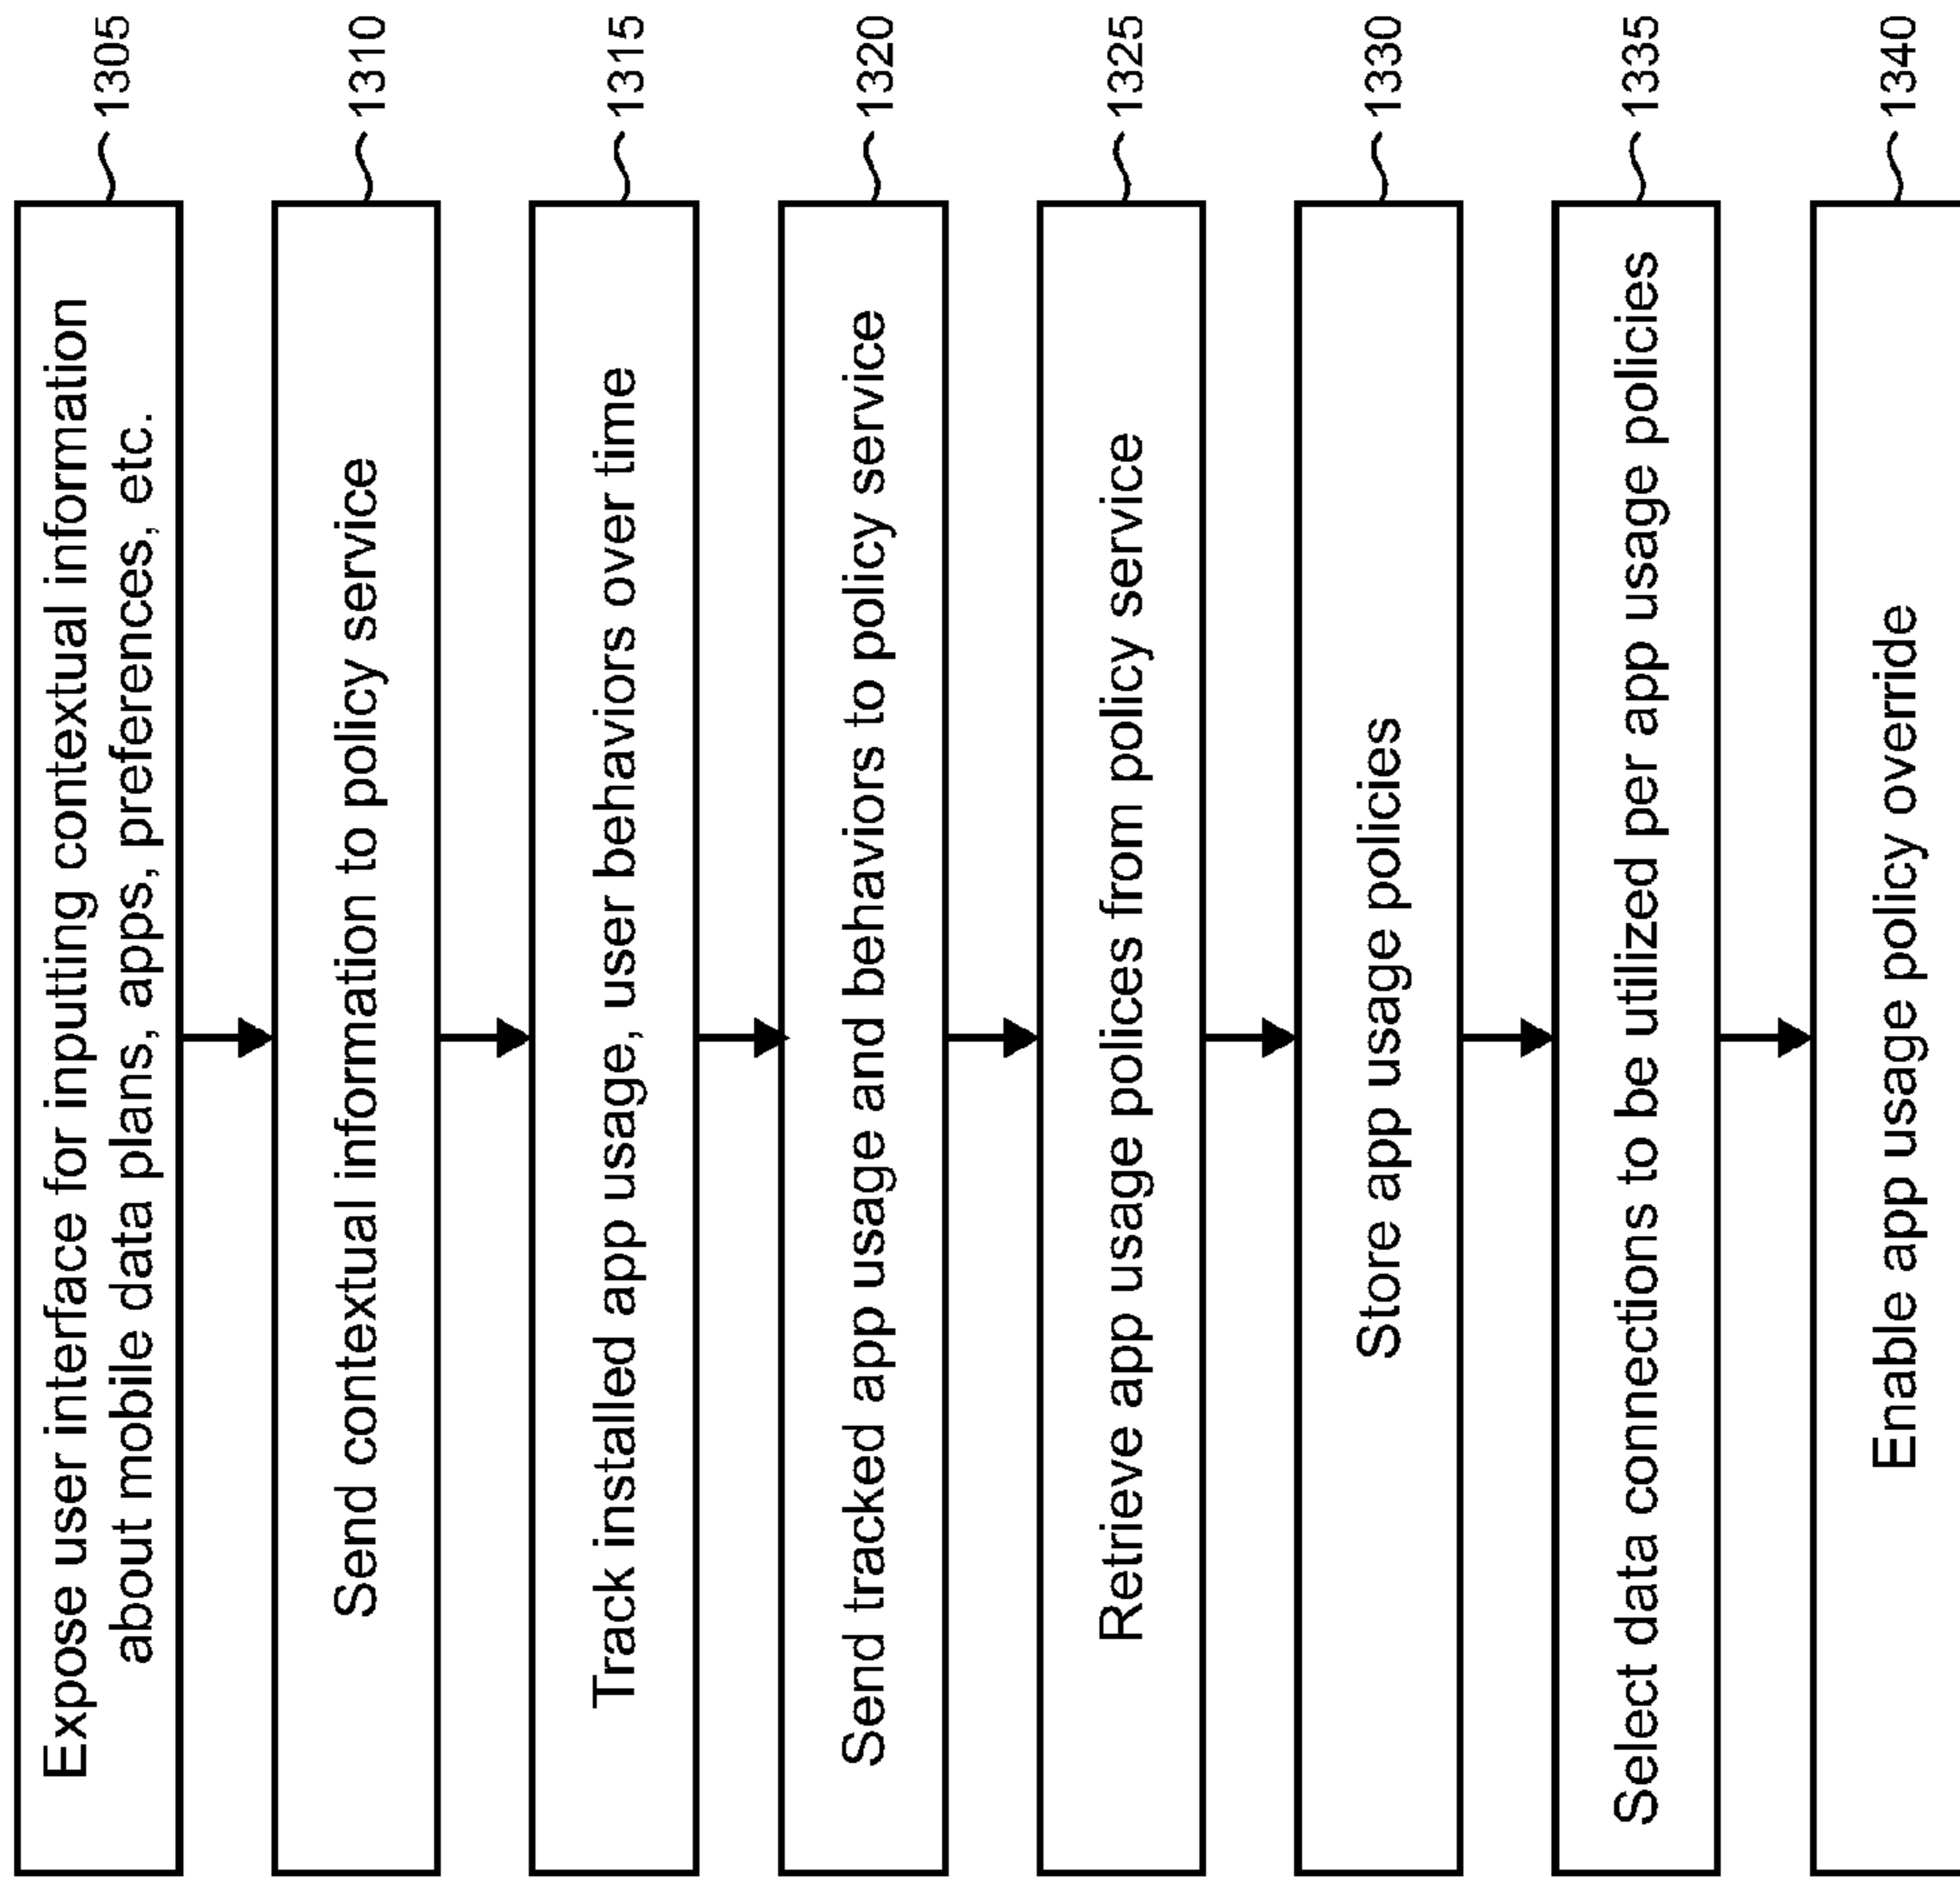 Expose user interface for inputting contextual information
about mobile data plans, apps, preferences, etc.
1305
Send contextual information to policy service
1310
Track installed app usage, user behaviors over time
1315
Send tracked app usage and behaviors to policy service
1320
Retrieve app usage polices from policy service
1325
Store app usage policies
1330
Select data connections to be utilized per app usage policies
1335
Enable app usage policy override
1340